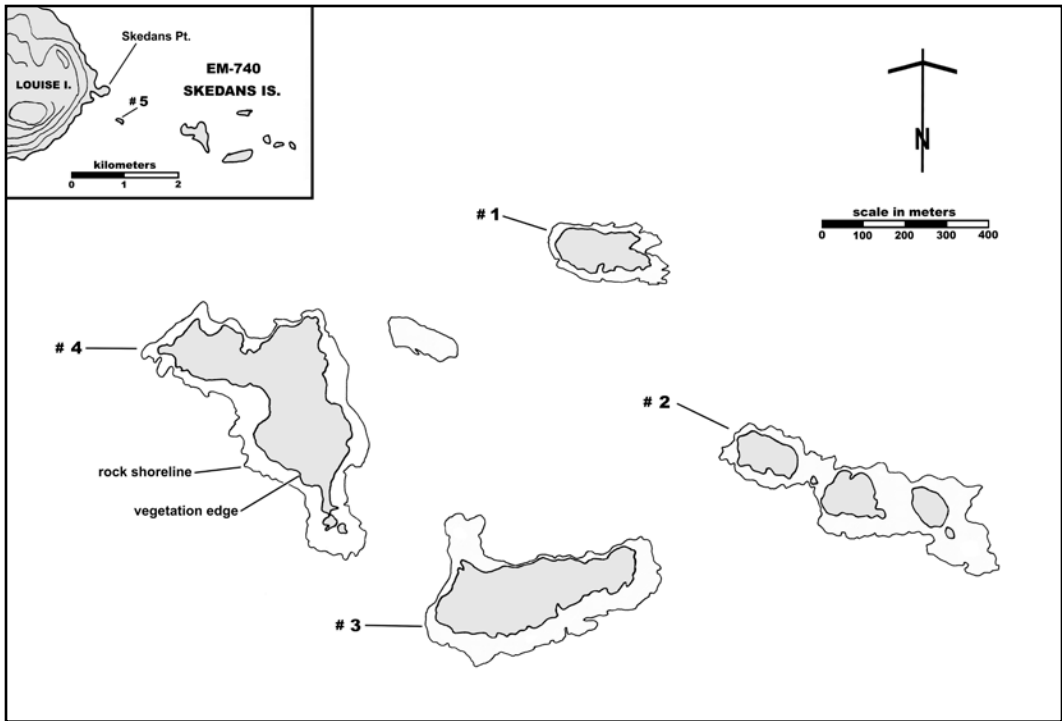 Skedans Pt.
EM-740
SKEDANS IS.
LOUISE I.
# 5
kilometers
0 1 2
N
# 1
scale in meters
0 100 200 300 400
# 4
# 2
rock shoreline
vegetation edge
# 3